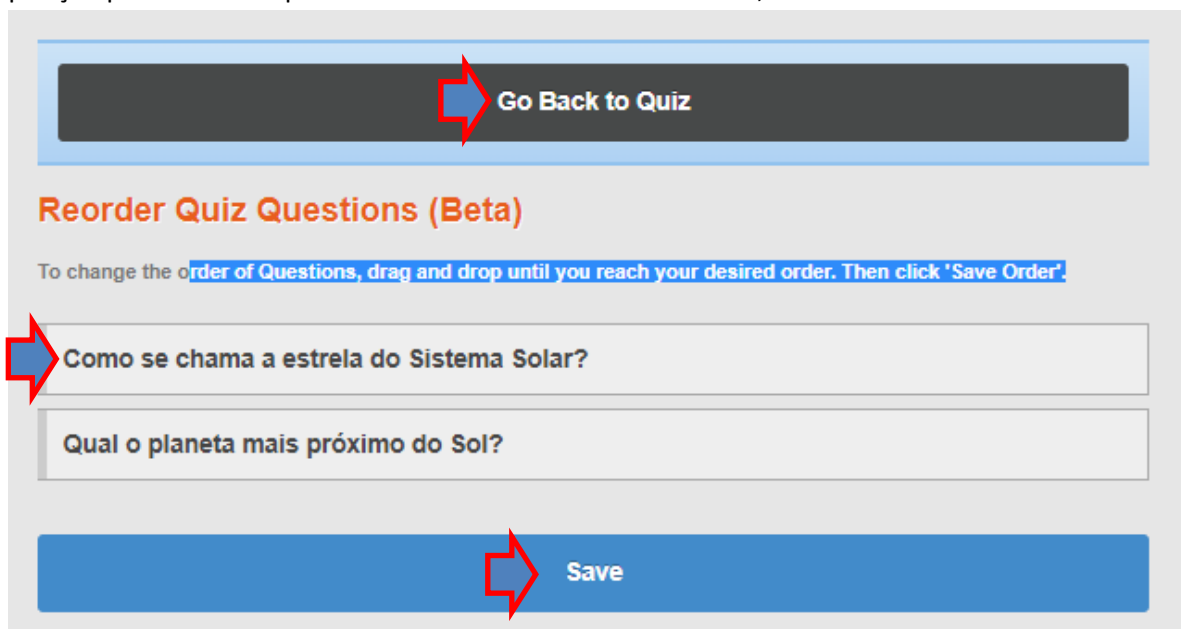 Go Back to Quiz
Reorder Quiz Questions (Beta)
To change the order of Questions, drag and drop until you reach your desired order. Then click 'Save Order'.
Como se chama a estrela do Sistema Solar?
Qual o planeta mais próximo do Sol?
Save